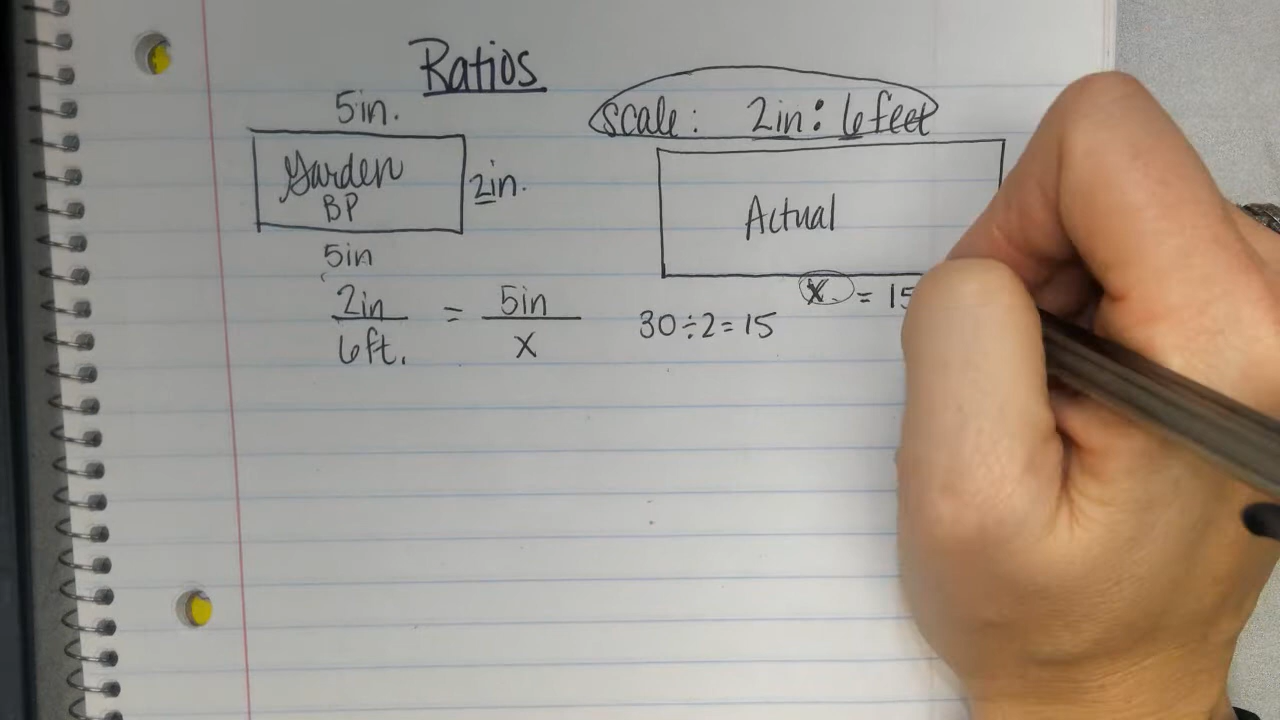 Ratios
5in.
scale: 2in: 6feet
Garden
BP
2in.
Actual
5in
2in
6ft.
=
5in
x
30÷2=15
x = 15